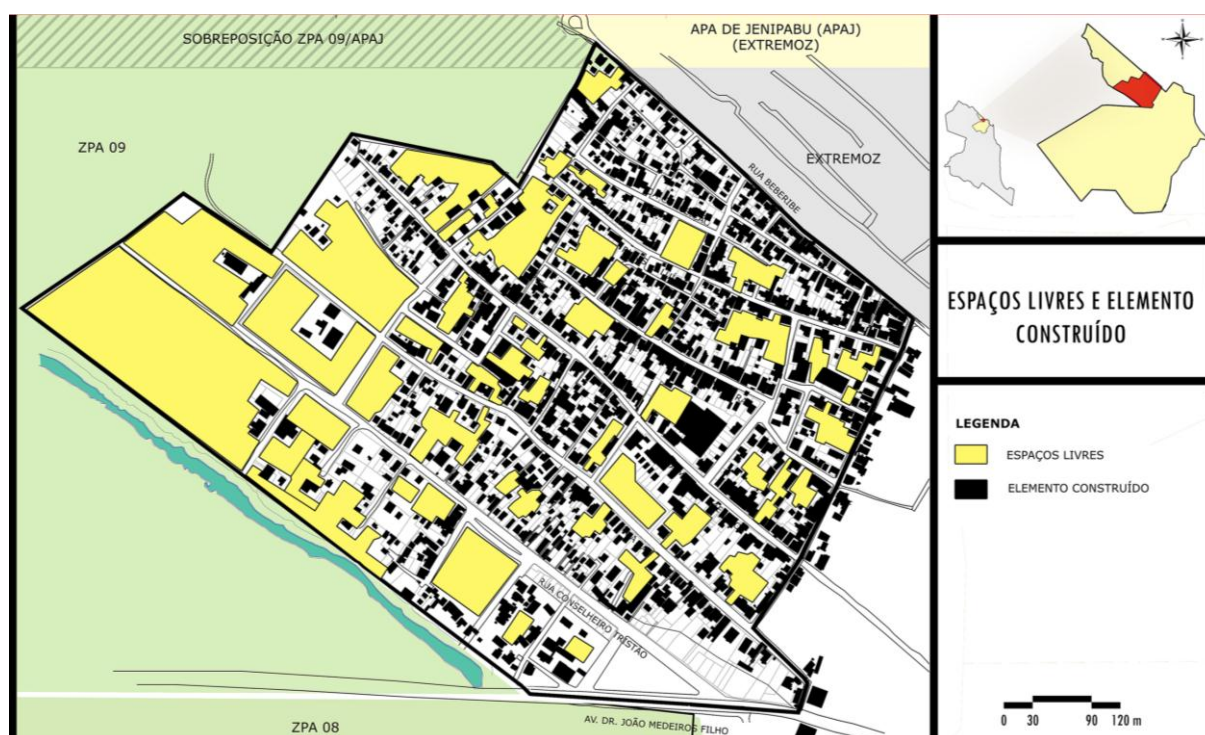 SOBREPOSIÇÃO ZPA 09/APAJ
APA DE JENIPABU (APAJ)
(EXTREMOZ)
ZPA 09
EXTREMOZ
RUA BEBERIBE
RUA CONSELHEIRO TRISTÃO
AV. DR. JOÃO MEDEIROS FILHO
ZPA 08
ESPAÇOS LIVRES E ELEMENTO
CONSTRUÍDO
LEGENDA
ESPAÇOS LIVRES
ELEMENTO CONSTRUÍDO
0 30 90 120 m